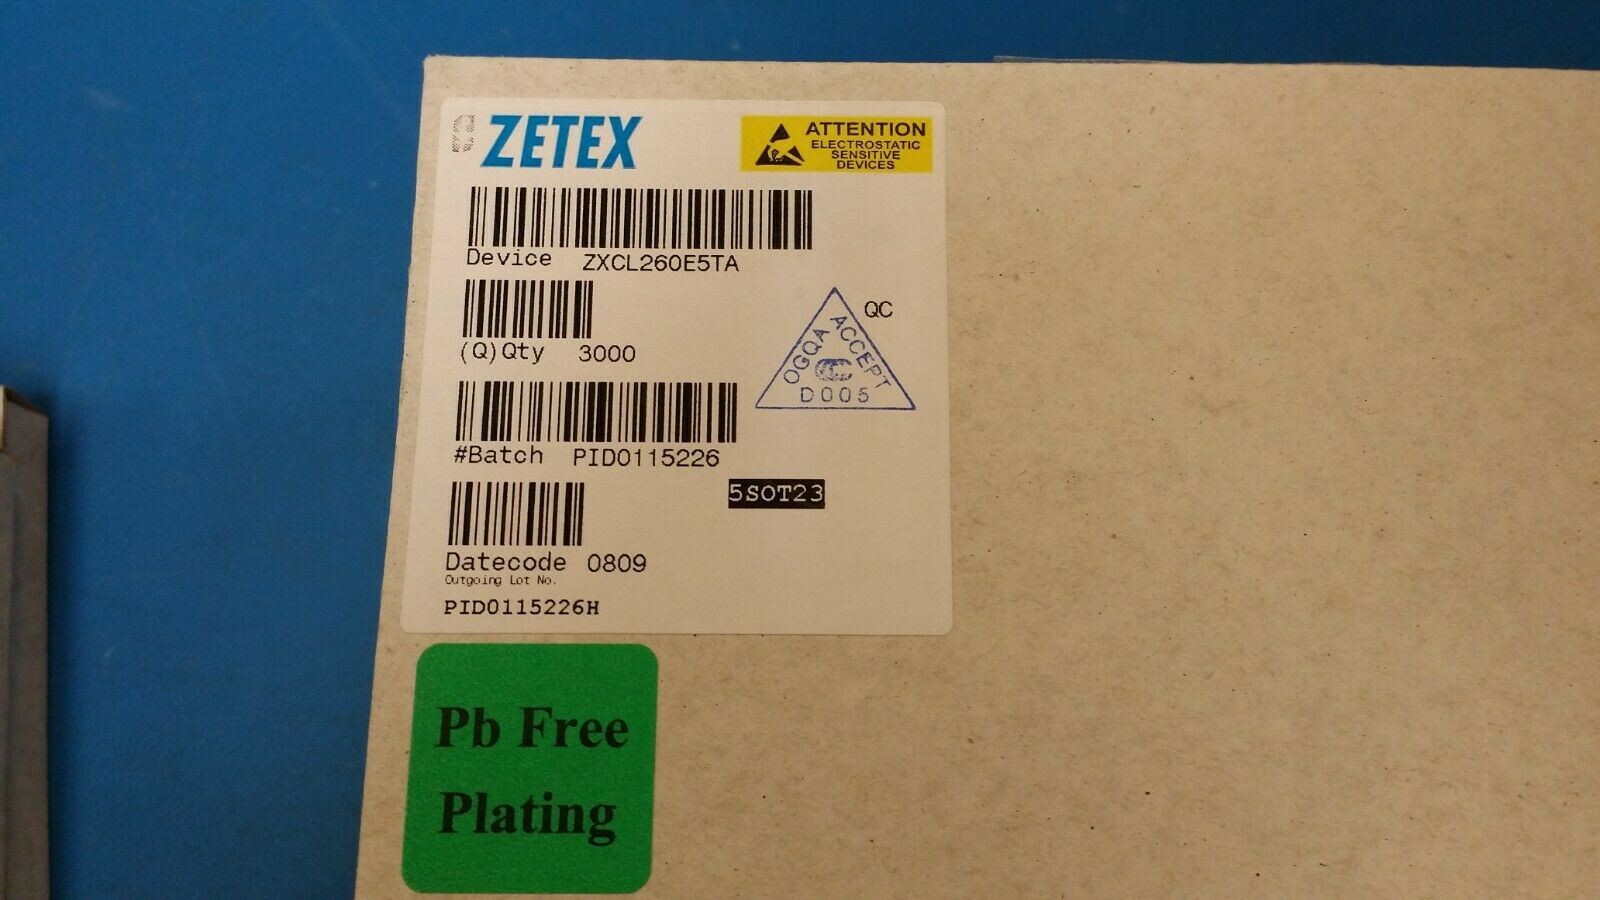 ZETEX
ATTENTION
ELECTROSTATIC
SENSITIVE
DEVICES
Device ZXCL260E5TA
(Q)Qty 3000
QC
OGQA ACCEPT
D005
#Batch PID0115226
5SOT23
Datecode 0809
Outgoing Lot No.
PID0115226H
Pb Free
Plating